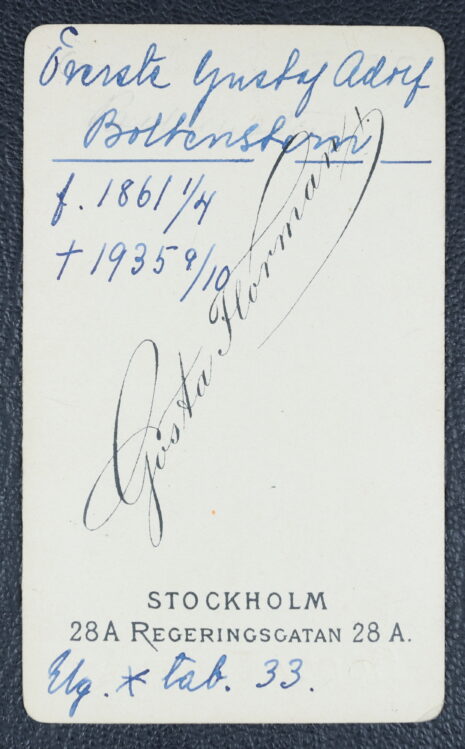 Överste Gustaf Adolf
Boltenstern
f. 1861 1/4
† 1935 9/10
Gösta Florman
STOCKHOLM
28A REGERINGSGATAN 28 A.
Elg. * tab. 33.